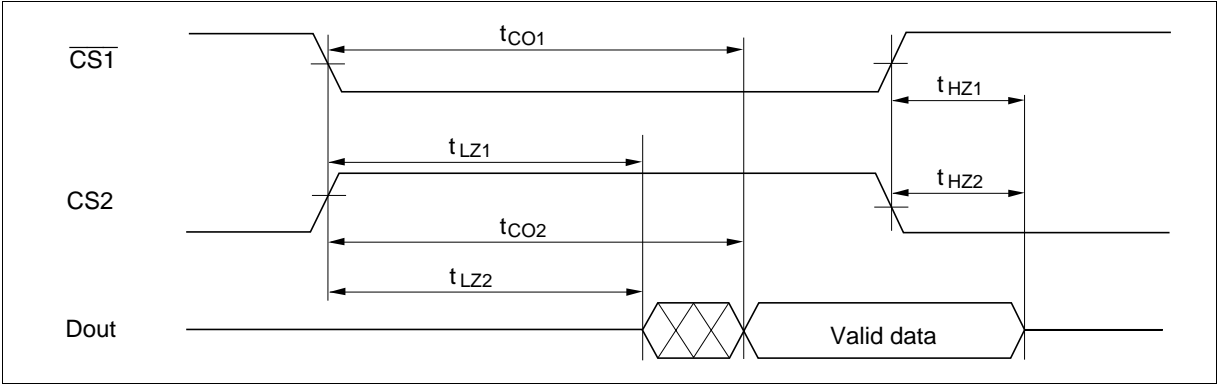 tCO1
CS1
tHZ1
tLZ1
tHZ2
CS2
tCO2
tLZ2
Dout
Valid data